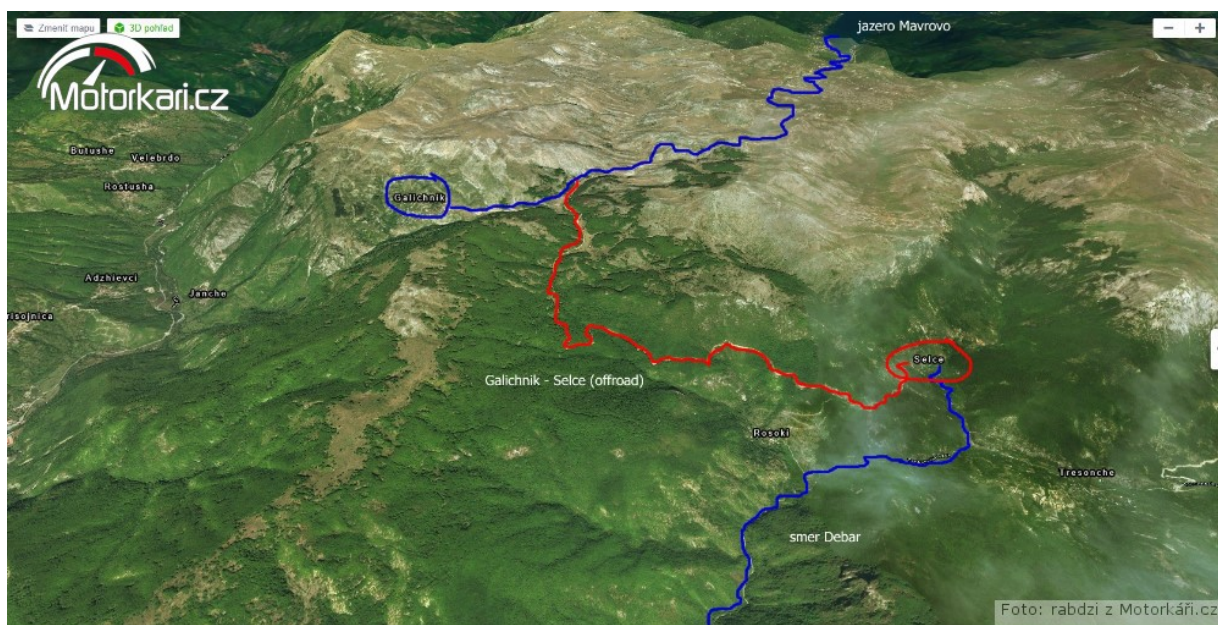 Změnit mapu
3D pohled
jazero Mavrovo
Motorkari.cz
Butushe
Velebrdo
Rostusha
Galichnik
Adzhievci
Janche
risojnica
Selce
Galichnik - Selce (offroad)
Rosoki
Tresonche
smer Debar
Foto: rabdzi z Motorkáři.cz